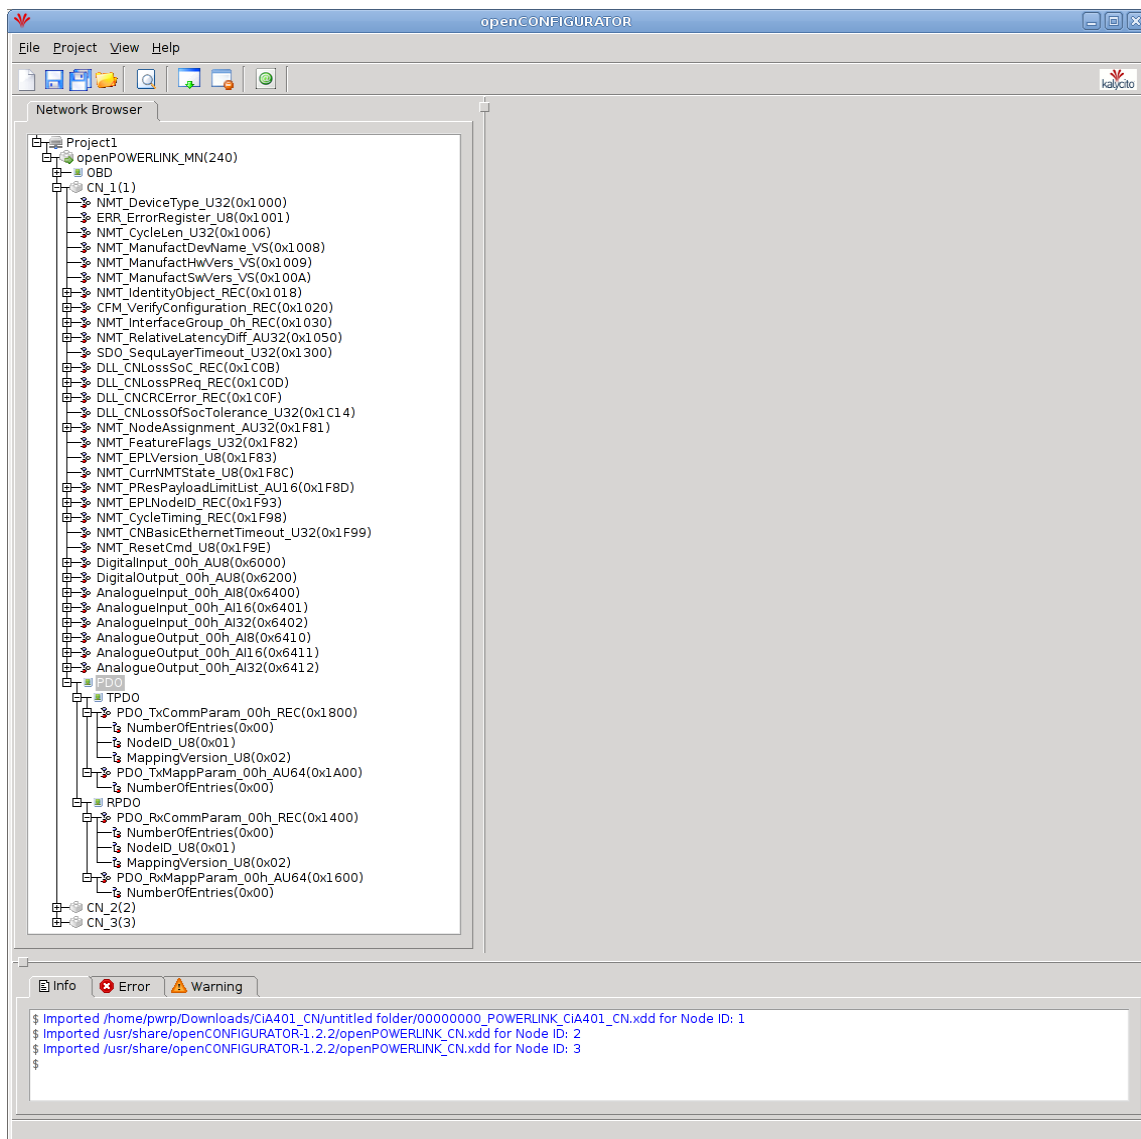 openCONFIGURATOR
File Project View Help
kalycito
Network Browser
Project1
openPOWERLINK_MN(240)
OBD
CN_1(1)
NMT_DeviceType_U32(0x1000)
ERR_ErrorRegister_U8(0x1001)
NMT_CycleLen_U32(0x1006)
NMT_ManufactDevName_VS(0x1008)
NMT_ManufactHwVers_VS(0x1009)
NMT_ManufactSwVers_VS(0x100A)
NMT_IdentityObject_REC(0x1018)
CFM_VerifyConfiguration_REC(0x1020)
NMT_InterfaceGroup_0h_REC(0x1030)
NMT_RelativeLatencyDiff_AU32(0x1050)
SDO_SequLayerTimeout_U32(0x1300)
DLL_CNLossSoC_REC(0x1C0B)
DLL_CNLossPReq_REC(0x1C0D)
DLL_CNCRCError_REC(0x1C0F)
DLL_CNLossOfSocTolerance_U32(0x1C14)
NMT_NodeAssignment_AU32(0x1F81)
NMT_FeatureFlags_U32(0x1F82)
NMT_EPLVersion_U8(0x1F83)
NMT_CurrNMTState_U8(0x1F8C)
NMT_PResPayloadLimitList_AU16(0x1F8D)
NMT_EPLNodeID_REC(0x1F93)
NMT_CycleTiming_REC(0x1F98)
NMT_CNBasicEthernetTimeout_U32(0x1F99)
NMT_ResetCmd_U8(0x1F9E)
DigitalInput_00h_AU8(0x6000)
DigitalOutput_00h_AU8(0x6200)
AnalogueInput_00h_AI8(0x6400)
AnalogueInput_00h_AI16(0x6401)
AnalogueInput_00h_AI32(0x6402)
AnalogueOutput_00h_AI8(0x6410)
AnalogueOutput_00h_AI16(0x6411)
AnalogueOutput_00h_AI32(0x6412)
PDO
TPDO
PDO_TxCommParam_00h_REC(0x1800)
NumberOfEntries(0x00)
NodeID_U8(0x01)
MappingVersion_U8(0x02)
PDO_TxMappParam_00h_AU64(0x1A00)
NumberOfEntries(0x00)
RPDO
PDO_RxCommParam_00h_REC(0x1400)
NumberOfEntries(0x00)
NodeID_U8(0x01)
MappingVersion_U8(0x02)
PDO_RxMappParam_00h_AU64(0x1600)
NumberOfEntries(0x00)
CN_2(2)
CN_3(3)
Info Error Warning
$ Imported /home/pwrp/Downloads/CiA401_CN/untitled folder/00000000_POWERLINK_CiA401_CN.xdd for Node ID: 1
$ Imported /usr/share/openCONFIGURATOR-1.2.2/openPOWERLINK_CN.xdd for Node ID: 2
$ Imported /usr/share/openCONFIGURATOR-1.2.2/openPOWERLINK_CN.xdd for Node ID: 3
$